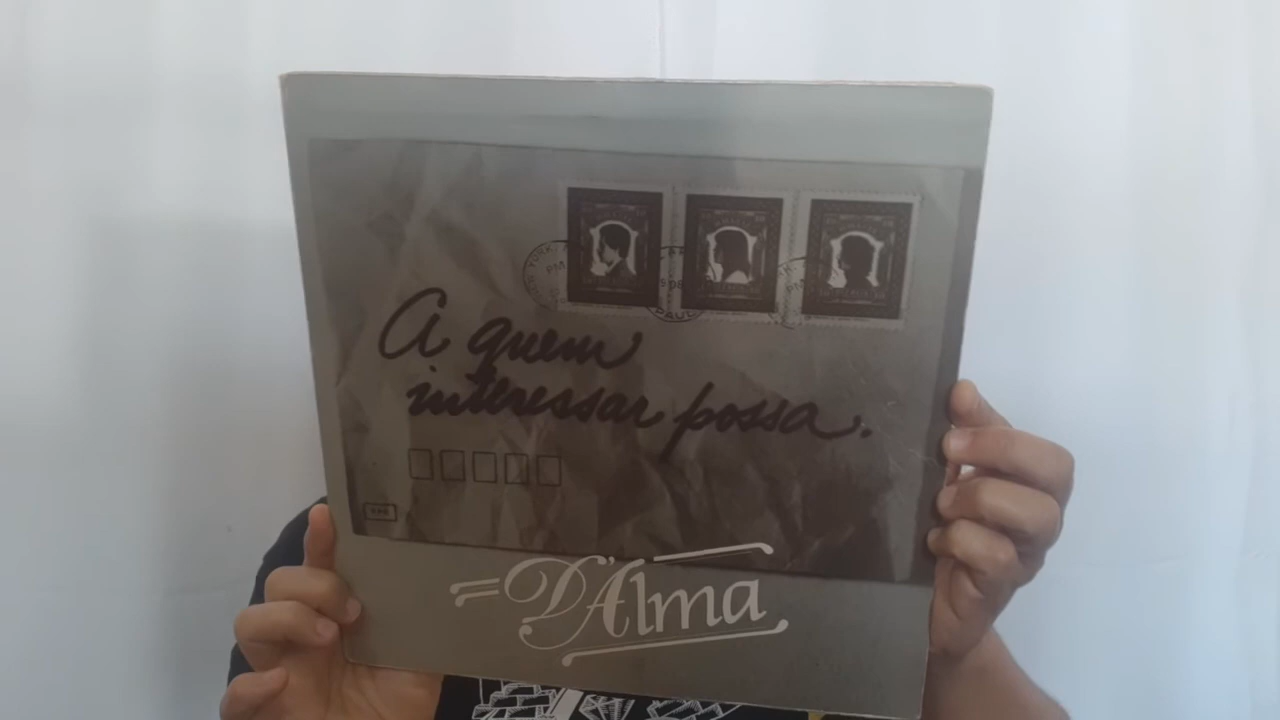 A quem
interessar possa.
D'Alma